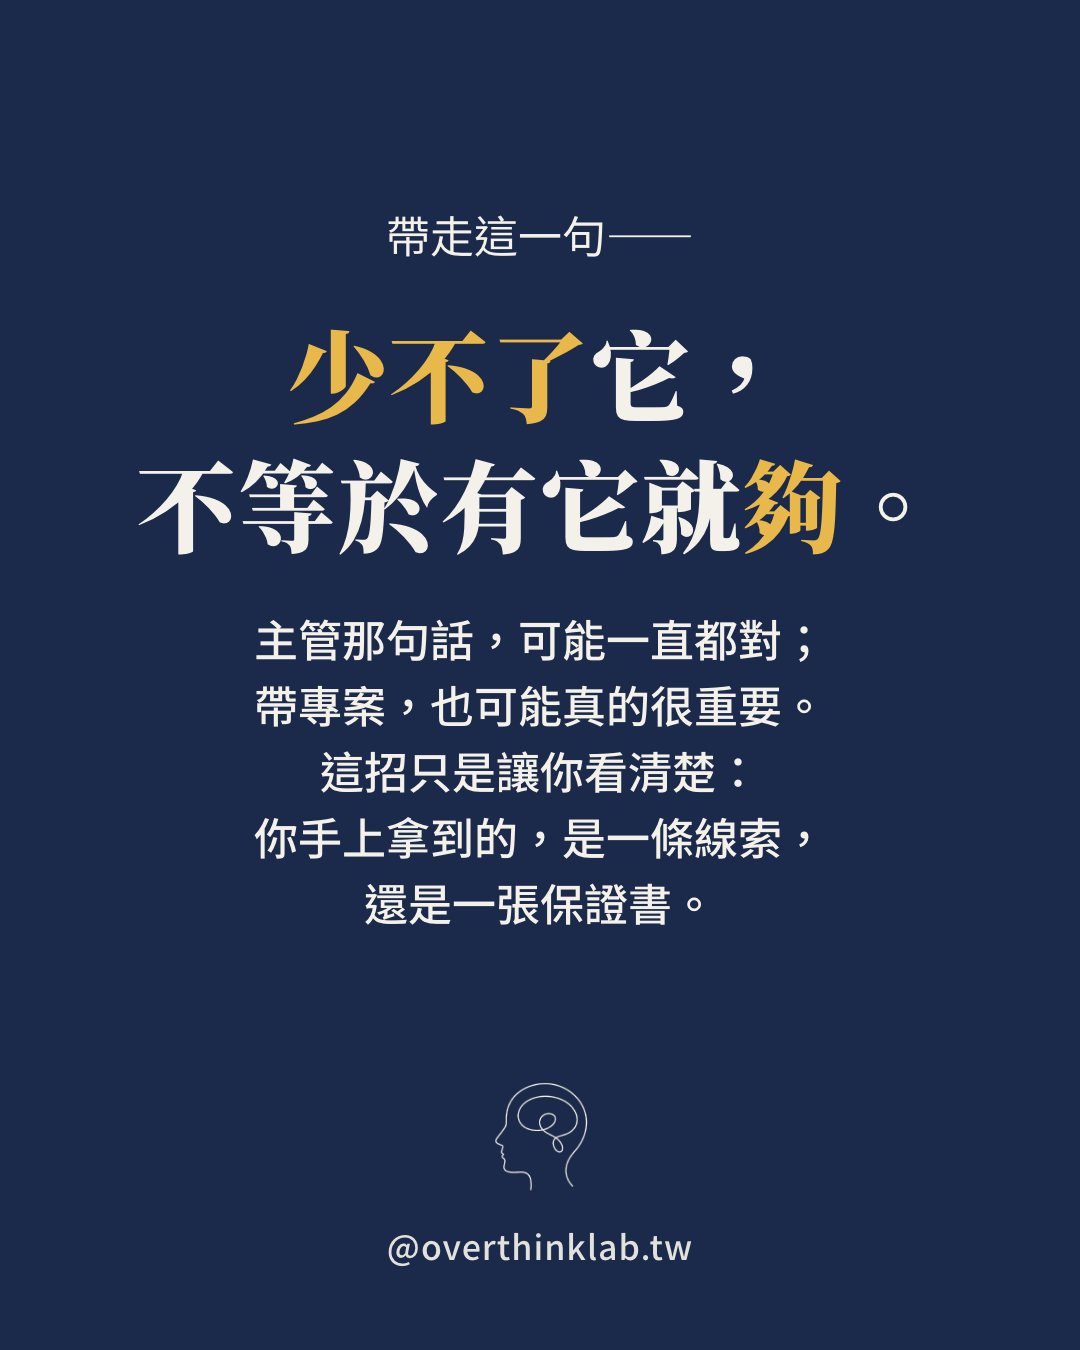 帶走這一句——
少不了它，
不等於有它就夠。
主管那句話，可能一直都對；
帶專案，也可能真的很重要。
這招只是讓你看清楚：
你手上拿到的，是一條線索，
還是一張保證書。
@overthinklab.tw